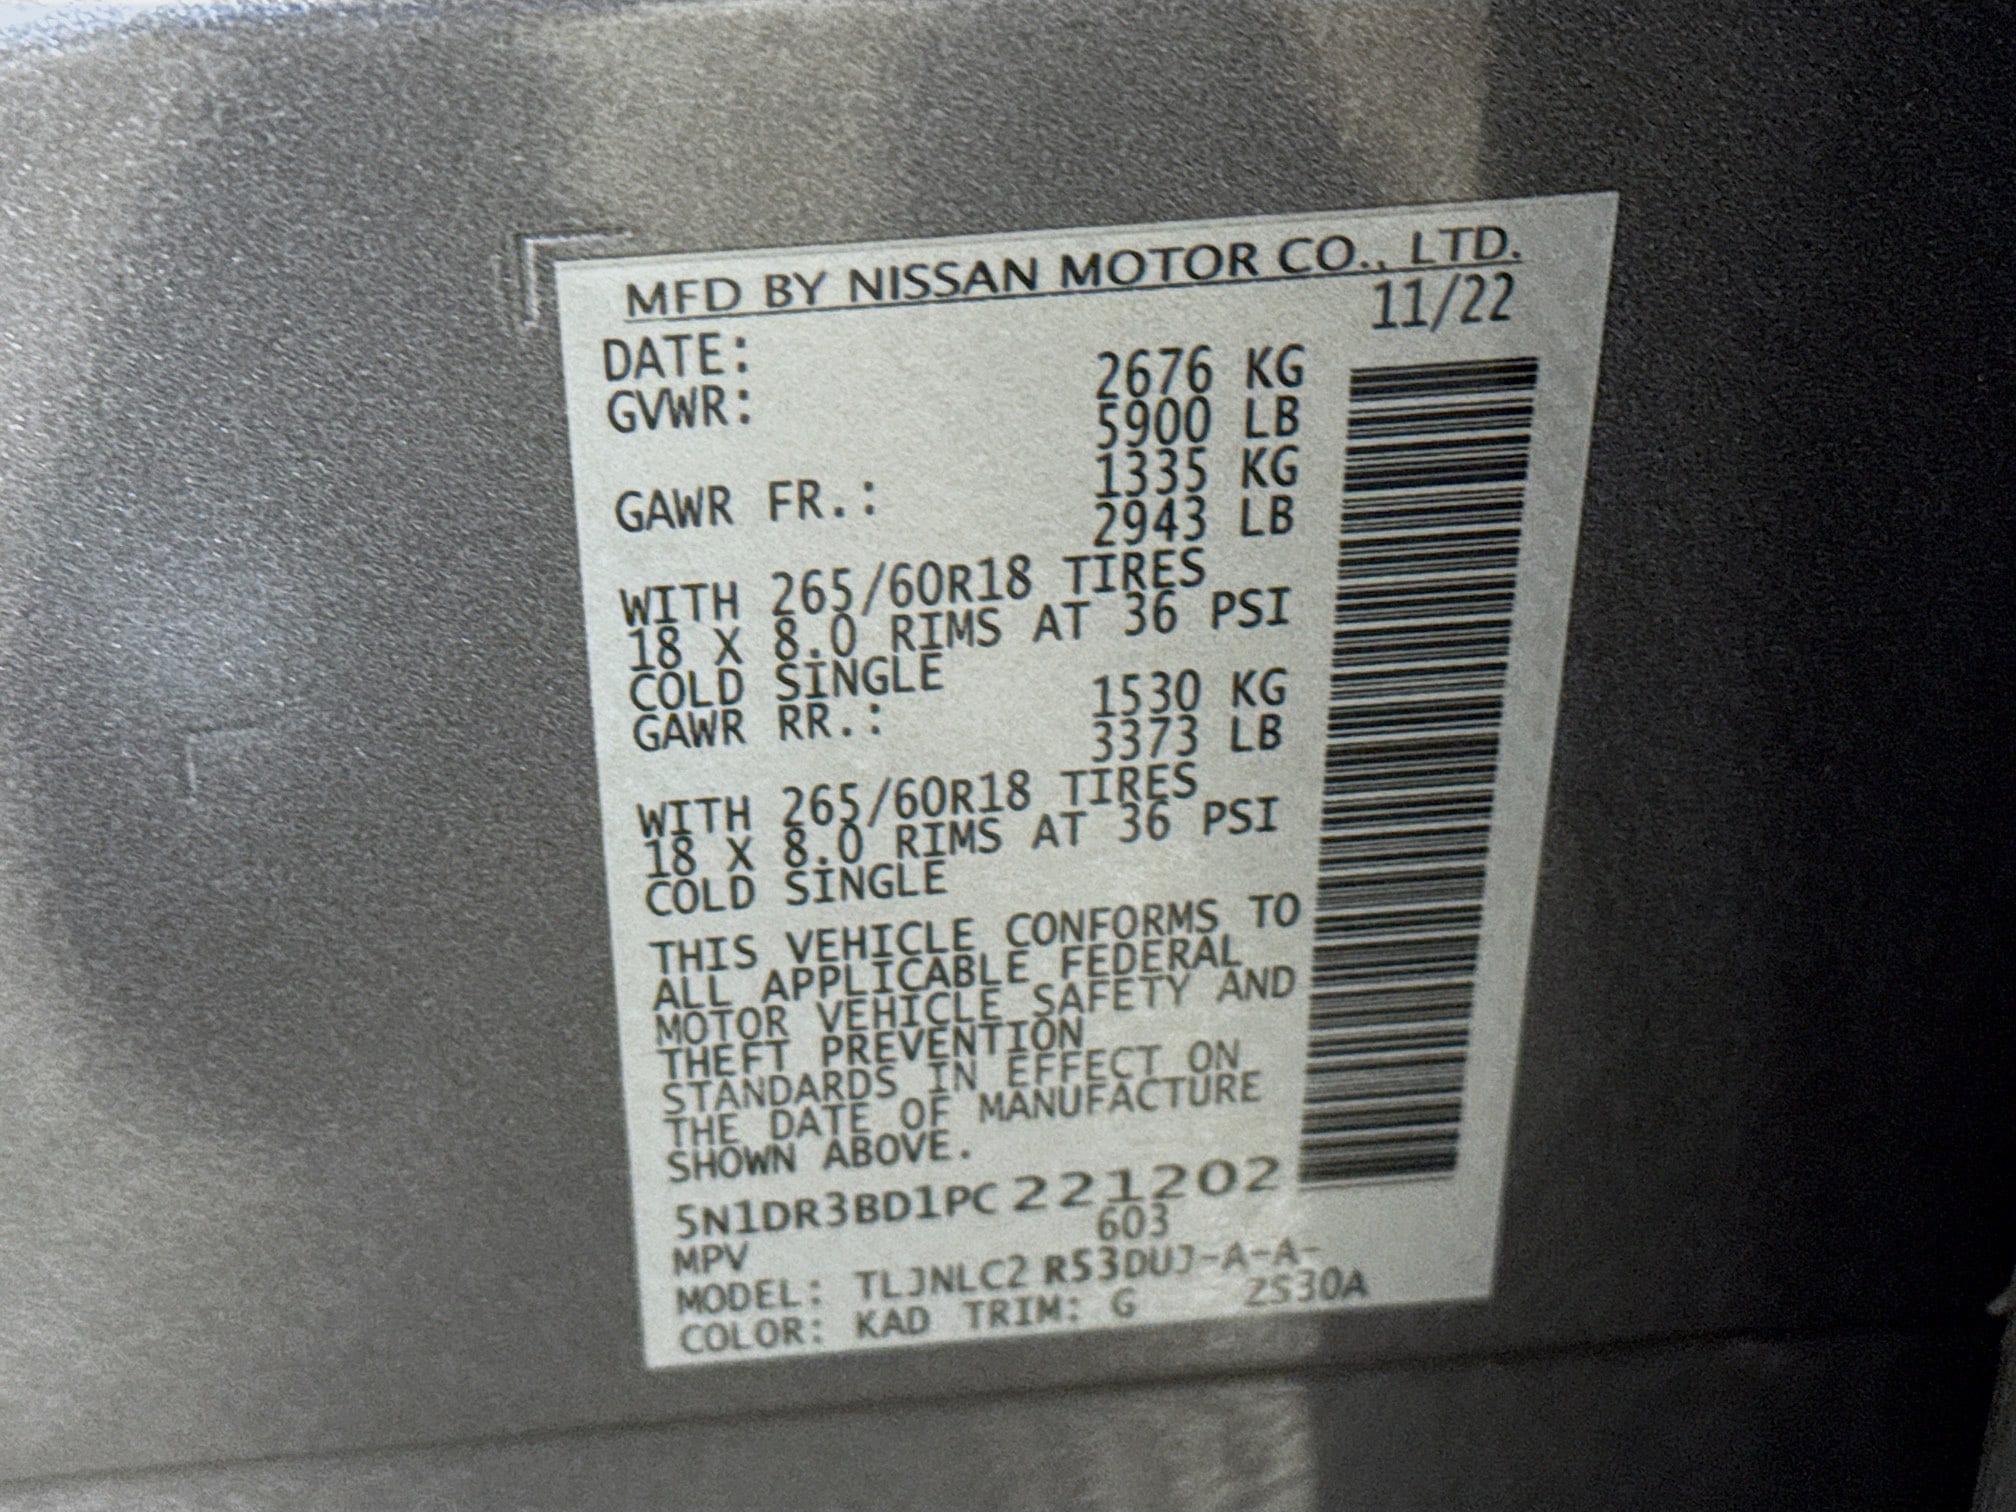 MFD BY NISSAN MOTOR CO., LTD.
DATE: 11/22
GVWR: 2676 KG
5900 LB
GAWR FR.: 1335 KG
2943 LB
WITH 265/60R18 TIRES
18 X 8.0 RIMS AT 36 PSI
COLD SINGLE
GAWR RR.: 1530 KG
3373 LB
WITH 265/60R18 TIRES
18 X 8.0 RIMS AT 36 PSI
COLD SINGLE
THIS VEHICLE CONFORMS TO
ALL APPLICABLE FEDERAL
MOTOR VEHICLE SAFETY AND
THEFT PREVENTION
STANDARDS IN EFFECT ON
THE DATE OF MANUFACTURE
SHOWN ABOVE.
5N1DR3BD1PC221202
MPV 603
MODEL: TLJNLC2 R53DUJ-A-A-
COLOR: KAD TRIM: G ZS30A